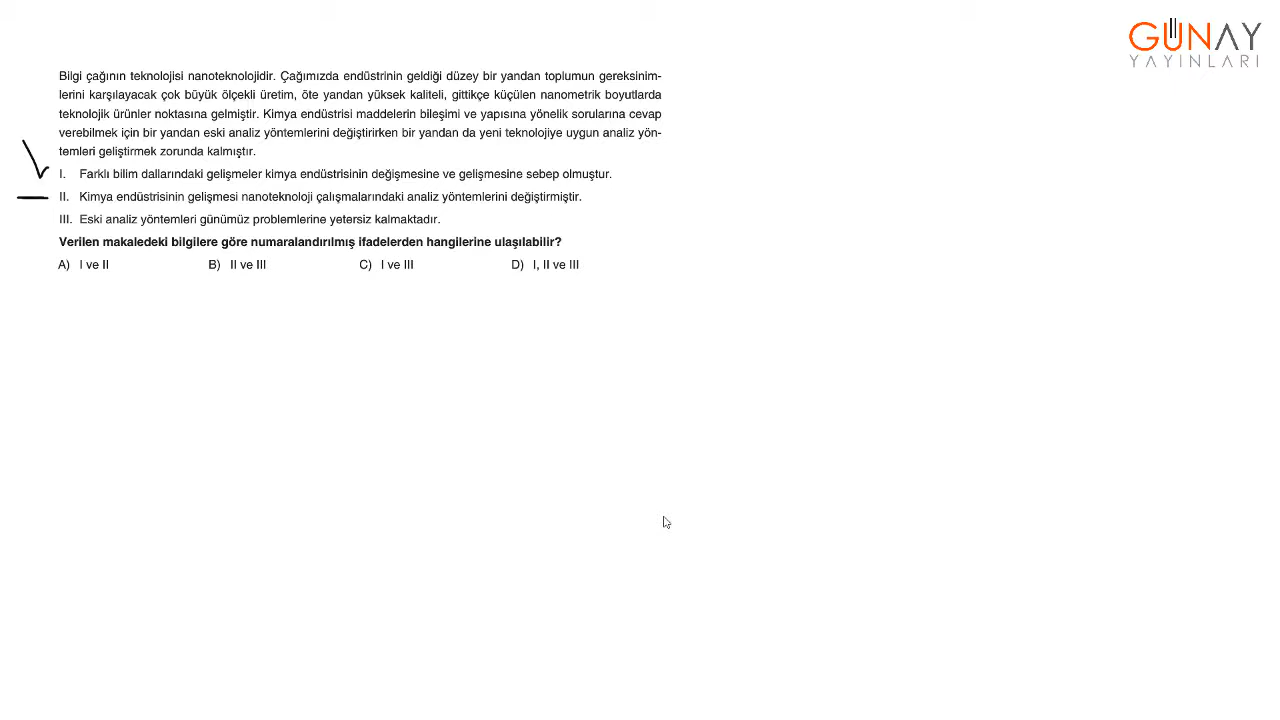 GÜNAY
YAYINLARI
Bilgi çağının teknolojisi nanoteknolojidir. Çağımızda endüstrinin geldiği düzey bir yandan toplumun gereksinim-
lerini karşılayacak çok büyük ölçekli üretim, öte yandan yüksek kaliteli, gittikçe küçülen nanometrik boyutlarda
teknolojik ürünler noktasına gelmiştir. Kimya endüstrisi maddelerin bileşimi ve yapısına yönelik sorularına cevap
verebilmek için bir yandan eski analiz yöntemlerini değiştirirken bir yandan da yeni teknolojiye uygun analiz yön-
temleri geliştirmek zorunda kalmıştır.
I. Farklı bilim dallarındaki gelişmeler kimya endüstrisinin değişmesine ve gelişmesine sebep olmuştur.
II. Kimya endüstrisinin gelişmesi nanoteknoloji çalışmalarındaki analiz yöntemlerini değiştirmiştir.
III. Eski analiz yöntemleri günümüz problemlerine yetersiz kalmaktadır.
Verilen makaledeki bilgilere göre numaralandırılmış ifadelerden hangilerine ulaşılabilir?
A) I ve II B) II ve III C) I ve III D) I, II ve III